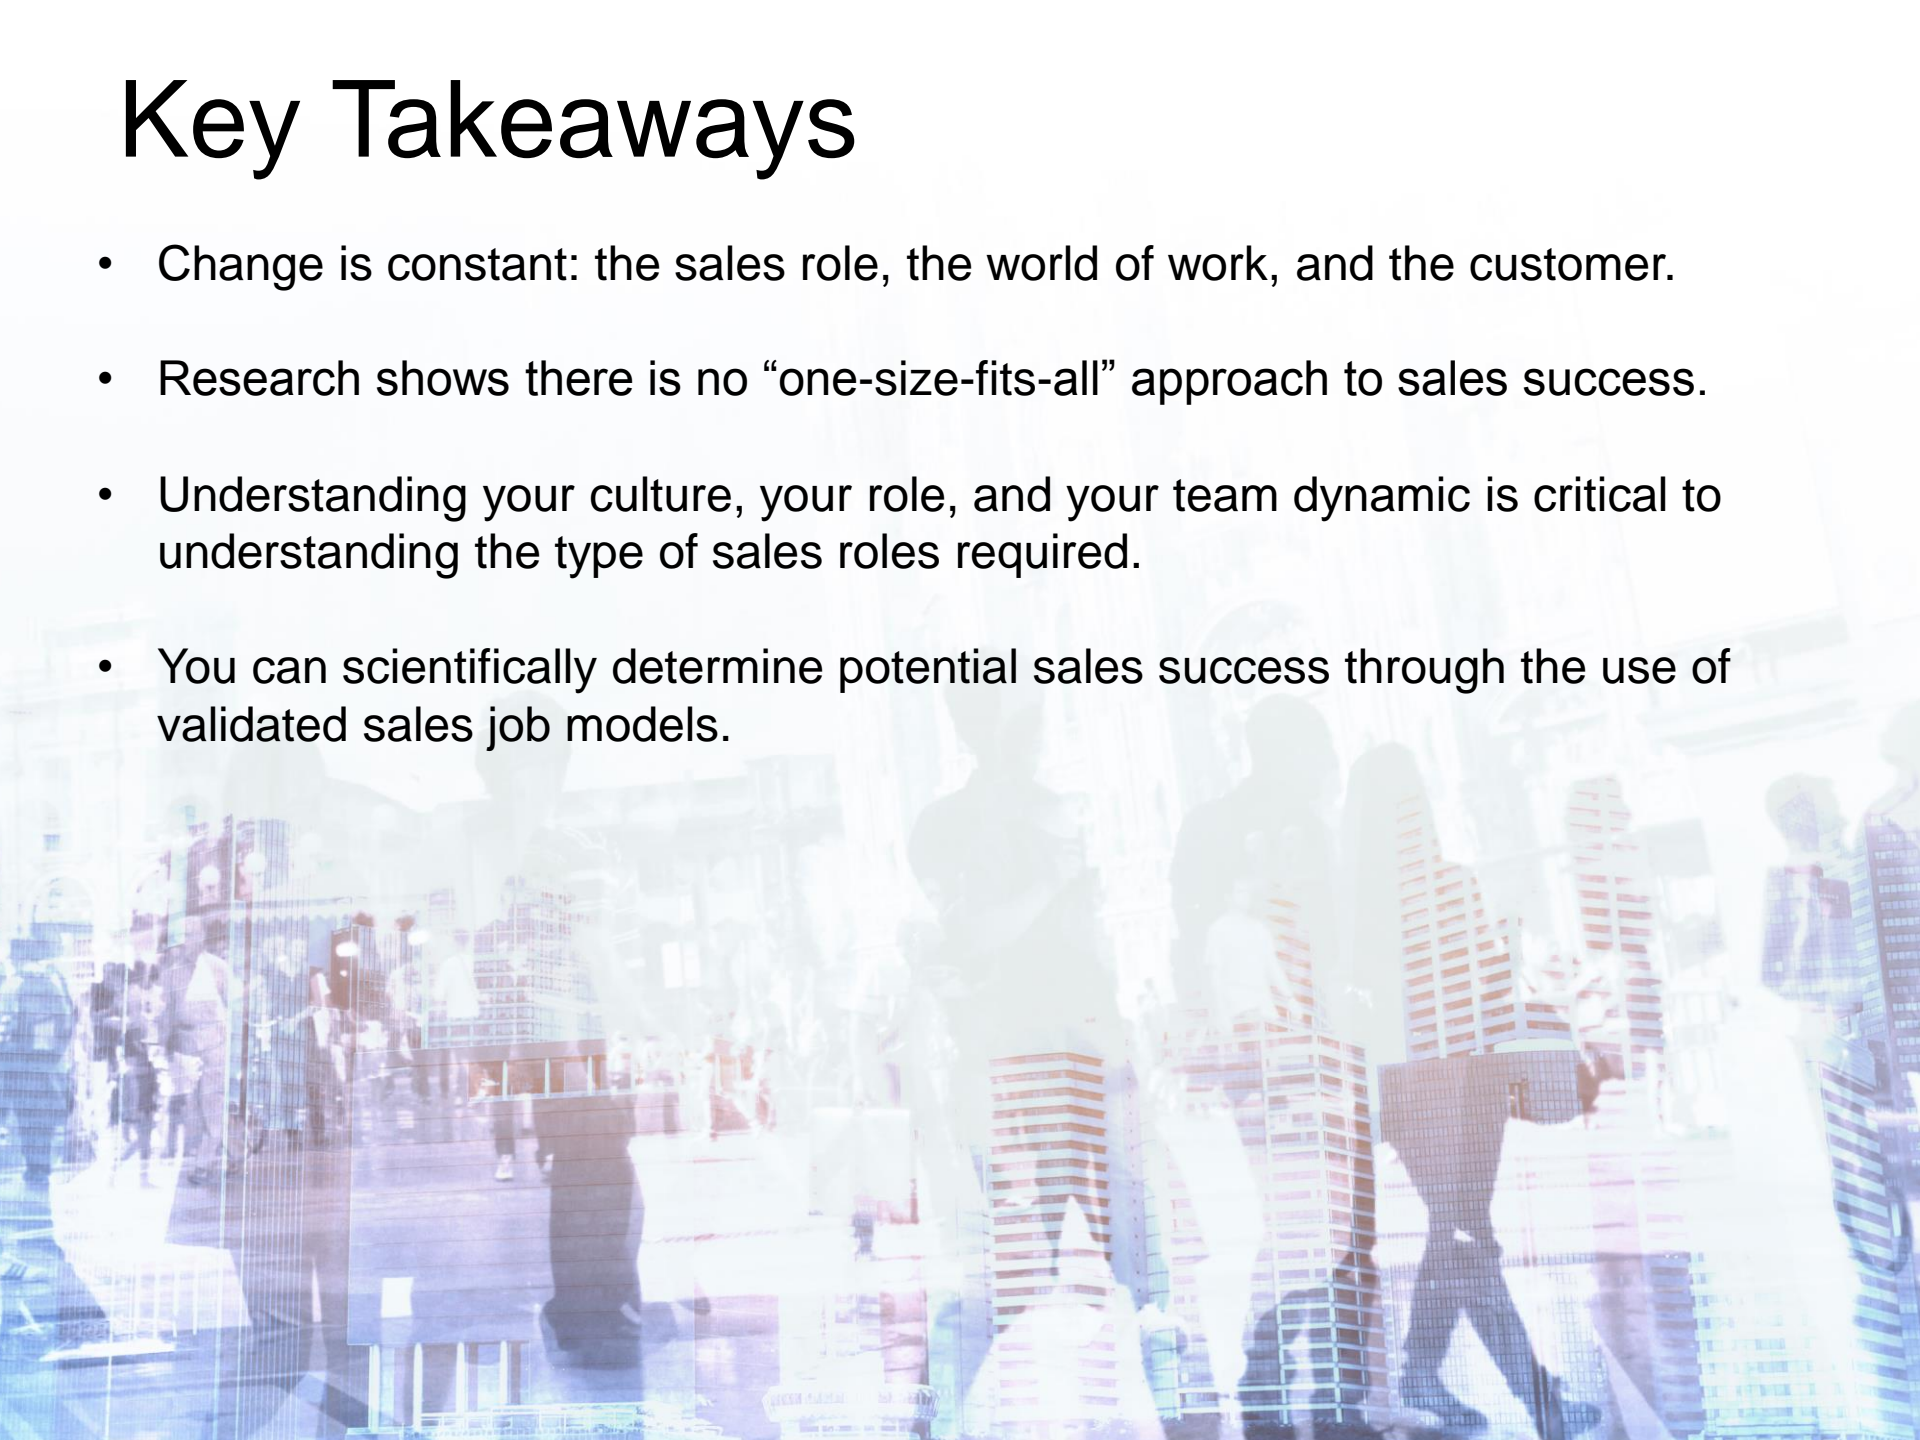 Key Takeaways
• Change is constant: the sales role, the world of work, and the customer.
• Research shows there is no “one-size-fits-all” approach to sales success.
• Understanding your culture, your role, and your team dynamic is critical to
understanding the type of sales roles required.
• You can scientifically determine potential sales success through the use of
validated sales job models.